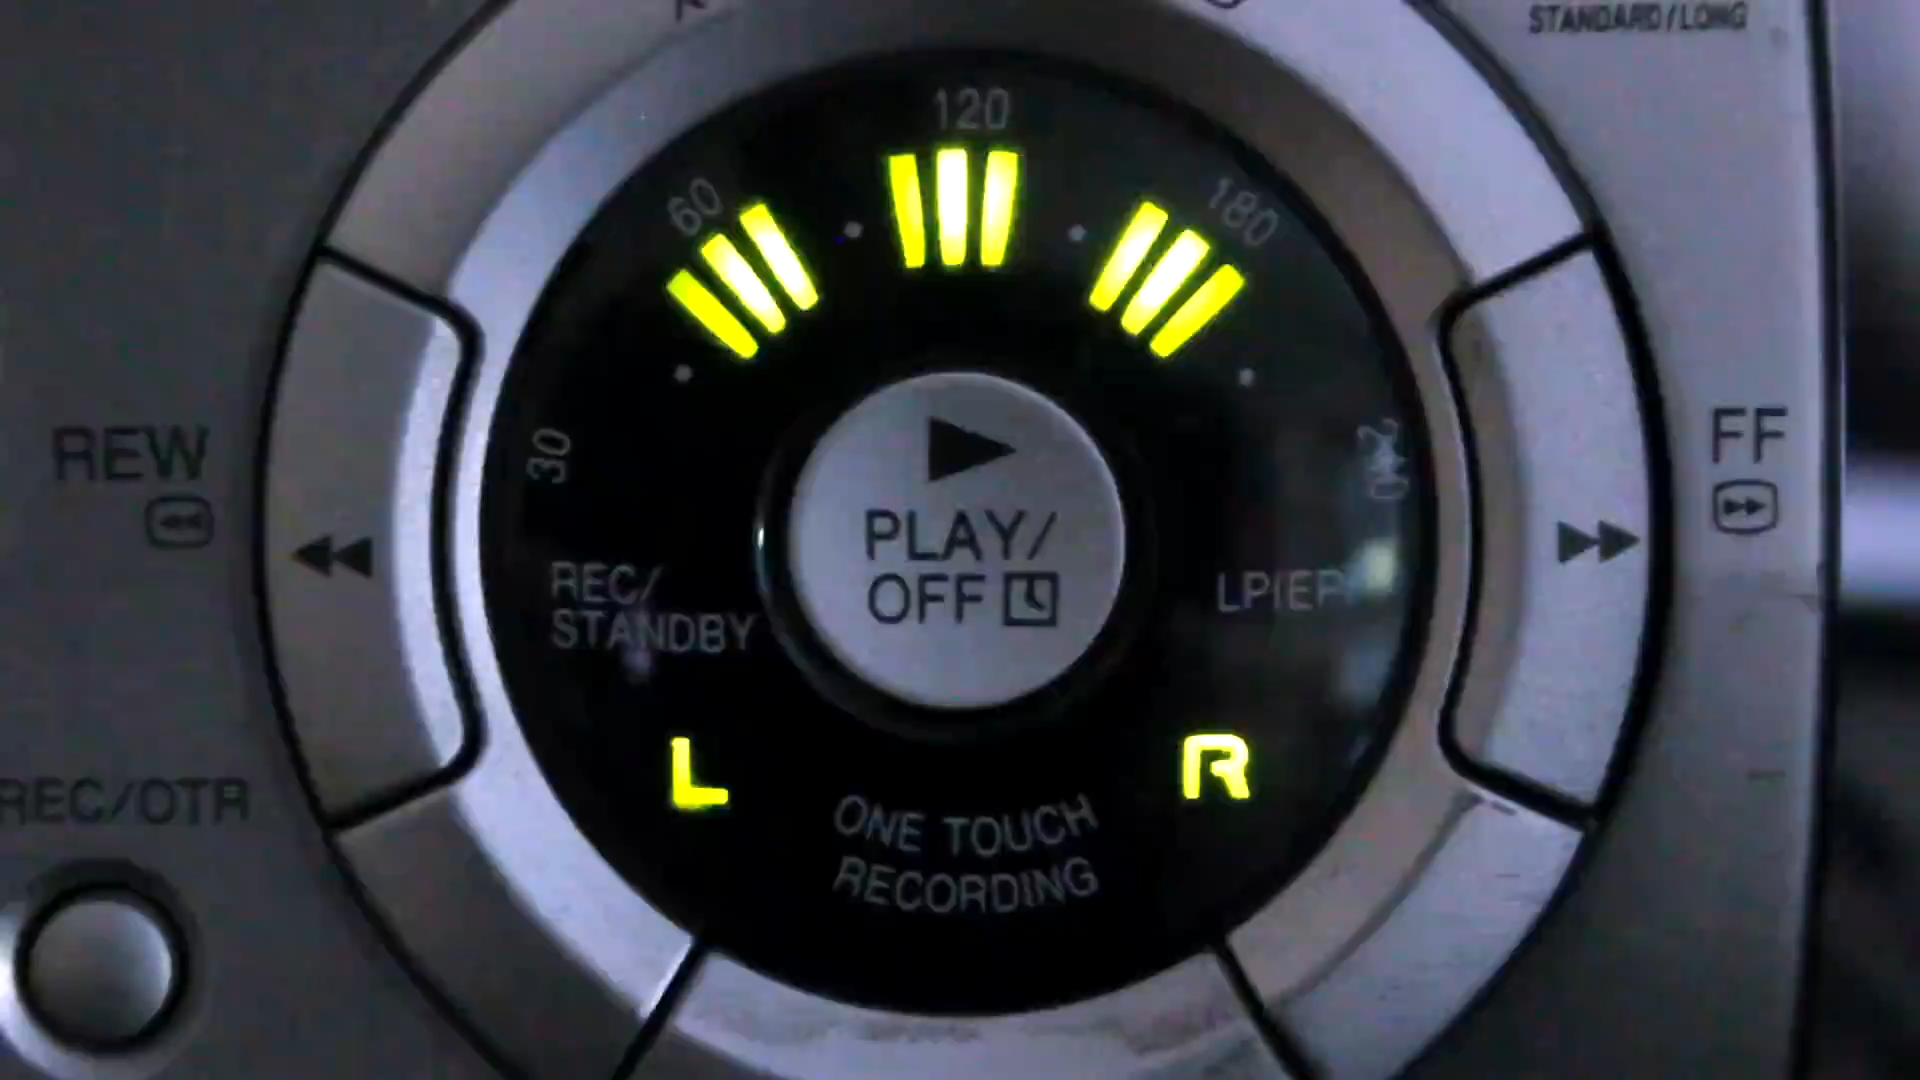 STANDARD/LONG
120
60
180
30
240
REW
FF
PLAY/
OFF
REC/
STANDBY
LP/EP
L
R
REC/OTR
ONE TOUCH
RECORDING